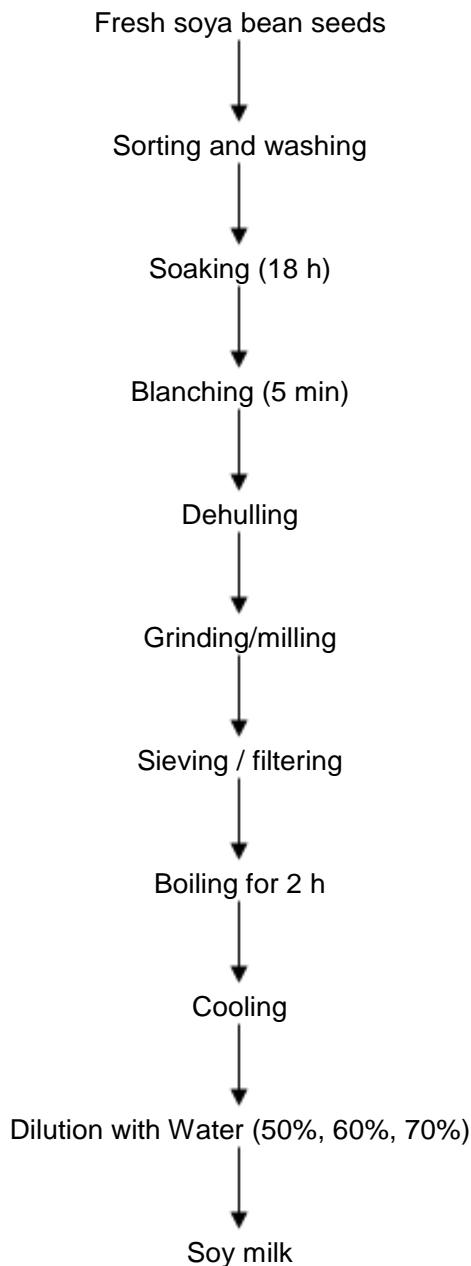 Fresh soya bean seeds
Sorting and washing
Soaking (18 h)
Blanching (5 min)
Dehulling
Grinding/milling
Sieving / filtering
Boiling for 2 h
Cooling
Dilution with Water (50%, 60%, 70%)
Soy milk